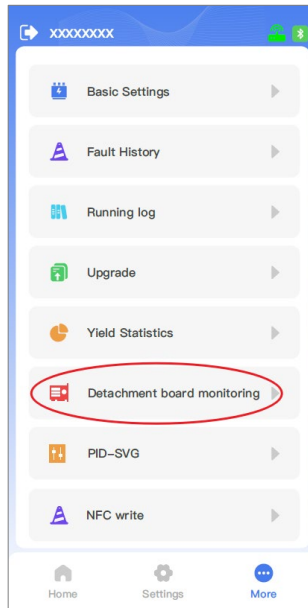 xxxxxxxx
Basic Settings
Fault History
Running log
Upgrade
Yield Statistics
Detachment board monitoring
PID-SVG
NFC write
Home
Settings
More